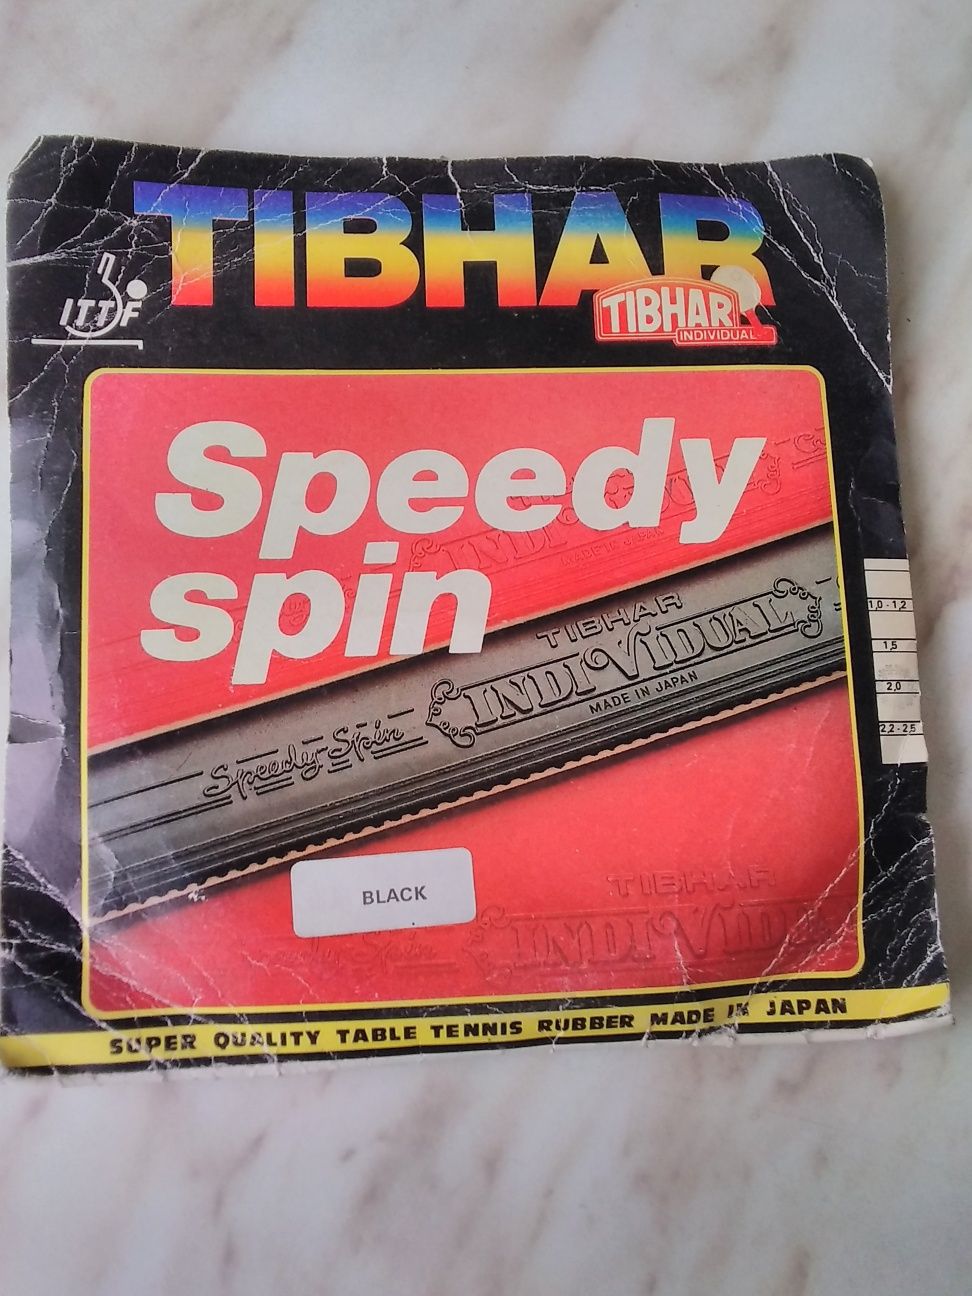 TIBHAR
ITTF
TIBHAR
INDIVIDUAL
Speedy
spin
INDI
MADE IN JAPAN
TIBHAR
INDIVIDUAL
MADE IN JAPAN
Speedy Spin
1,0 - 1,2
1,5
2,0
2,2 - 2,5
BLACK
TIBHAR
INDIVIDU
SUPER QUALITY TABLE TENNIS RUBBER MADE IN JAPAN